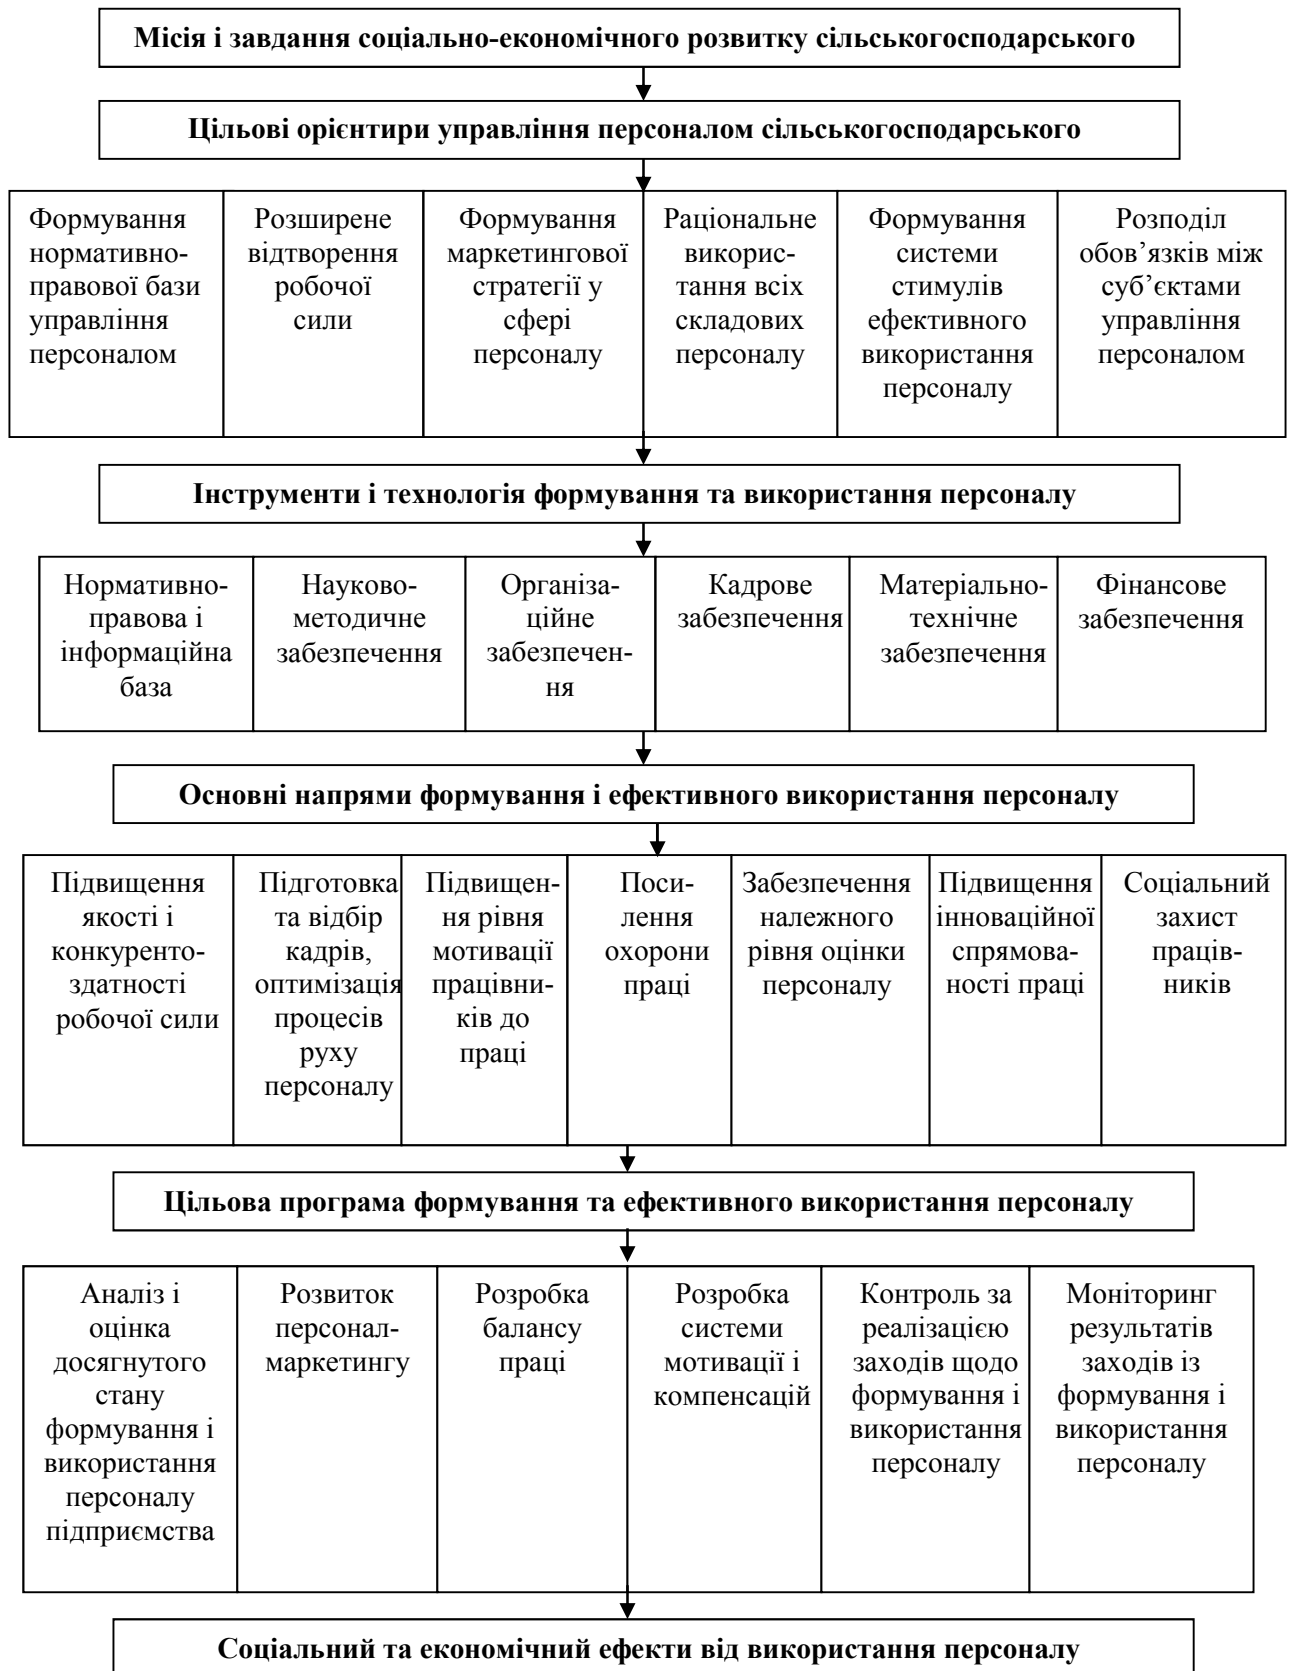 Місія і завдання соціально-економічного розвитку сільськогосподарського
Цільові орієнтири управління персоналом сільськогосподарського
Формування
нормативно-
правової бази
управління
персоналом
Розширене
відтворення
робочої
сили
Формування
маркетингової
стратегії у
сфері
персоналу
Раціональне
викорис-
тання всіх
складових
персоналу
Формування
системи
стимулів
ефективного
використання
персоналу
Розподіл
обов’язків між
суб’єктами
управління
персоналом
Інструменти і технологія формування та використання персоналу
Нормативно-
правова і
інформаційна
база
Науково-
методичне
забезпечення
Організа-
ційне
забезпечен-
ня
Кадрове
забезпечення
Матеріально-
технічне
забезпечення
Фінансове
забезпечення
Основні напрями формування і ефективного використання персоналу
Підвищення
якості і
конкуренто-
здатності
робочої сили
Підготовка
та відбір
кадрів,
оптимізація
процесів
руху
персоналу
Підвищен-
ня рівня
мотивації
працівни-
ків до
праці
Поси-
лення
охорони
праці
Забезпечення
належного
рівня оцінки
персоналу
Підвищення
інноваційної
спрямова-
ності праці
Соціальний
захист
праців-
ників
Цільова програма формування та ефективного використання персоналу
Аналіз і
оцінка
досягнутого
стану
формування і
використання
персоналу
підприємства
Розвиток
персонал-
маркетингу
Розробка
балансу
праці
Розробка
системи
мотивації і
компенсацій
Контроль за
реалізацією
заходів щодо
формування і
використання
персоналу
Моніторинг
результатів
заходів із
формування і
використання
персоналу
Соціальний та економічний ефекти від використання персоналу